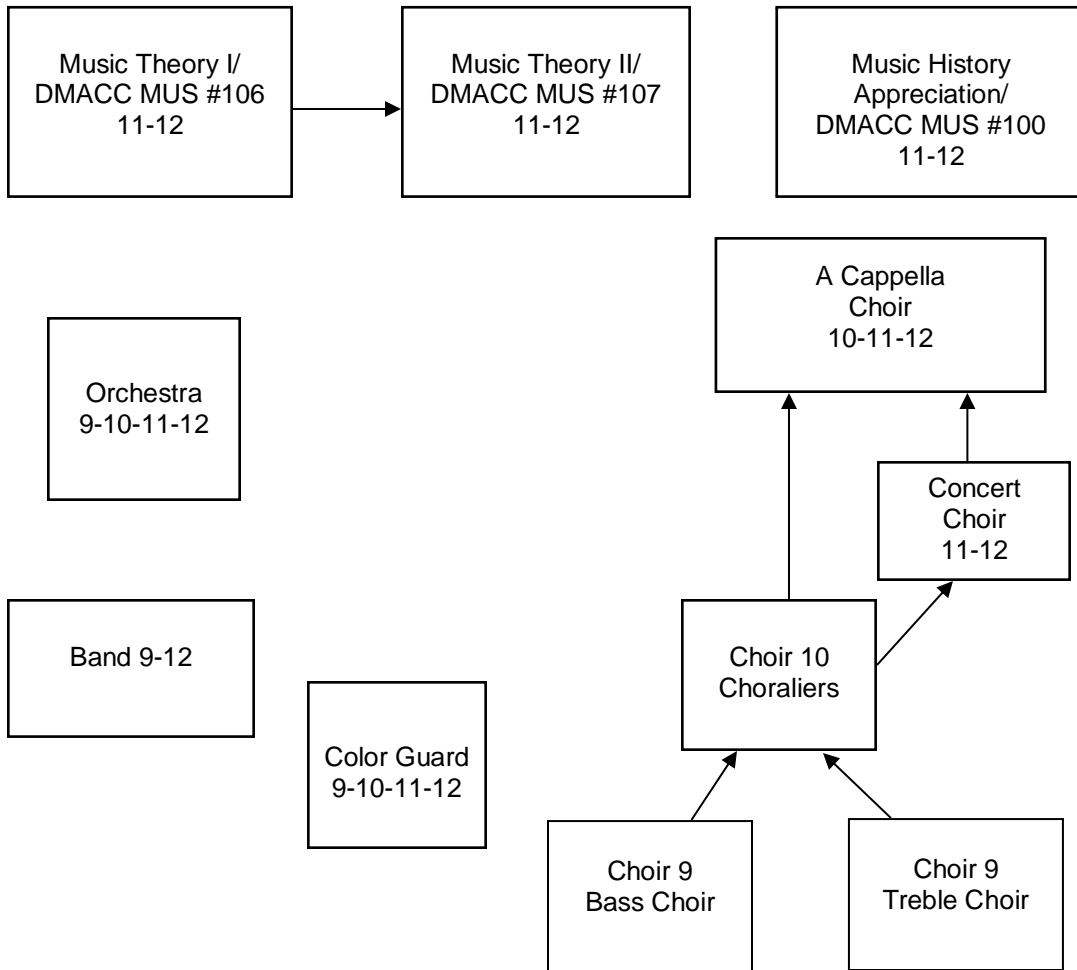 Music Theory I/
DMACC MUS #106
11-12
Music Theory II/
DMACC MUS #107
11-12
Music History
Appreciation/
DMACC MUS #100
11-12
A Cappella
Choir
10-11-12
Orchestra
9-10-11-12
Concert
Choir
11-12
Band 9-12
Choir 10
Choraliers
Color Guard
9-10-11-12
Choir 9
Bass Choir
Choir 9
Treble Choir